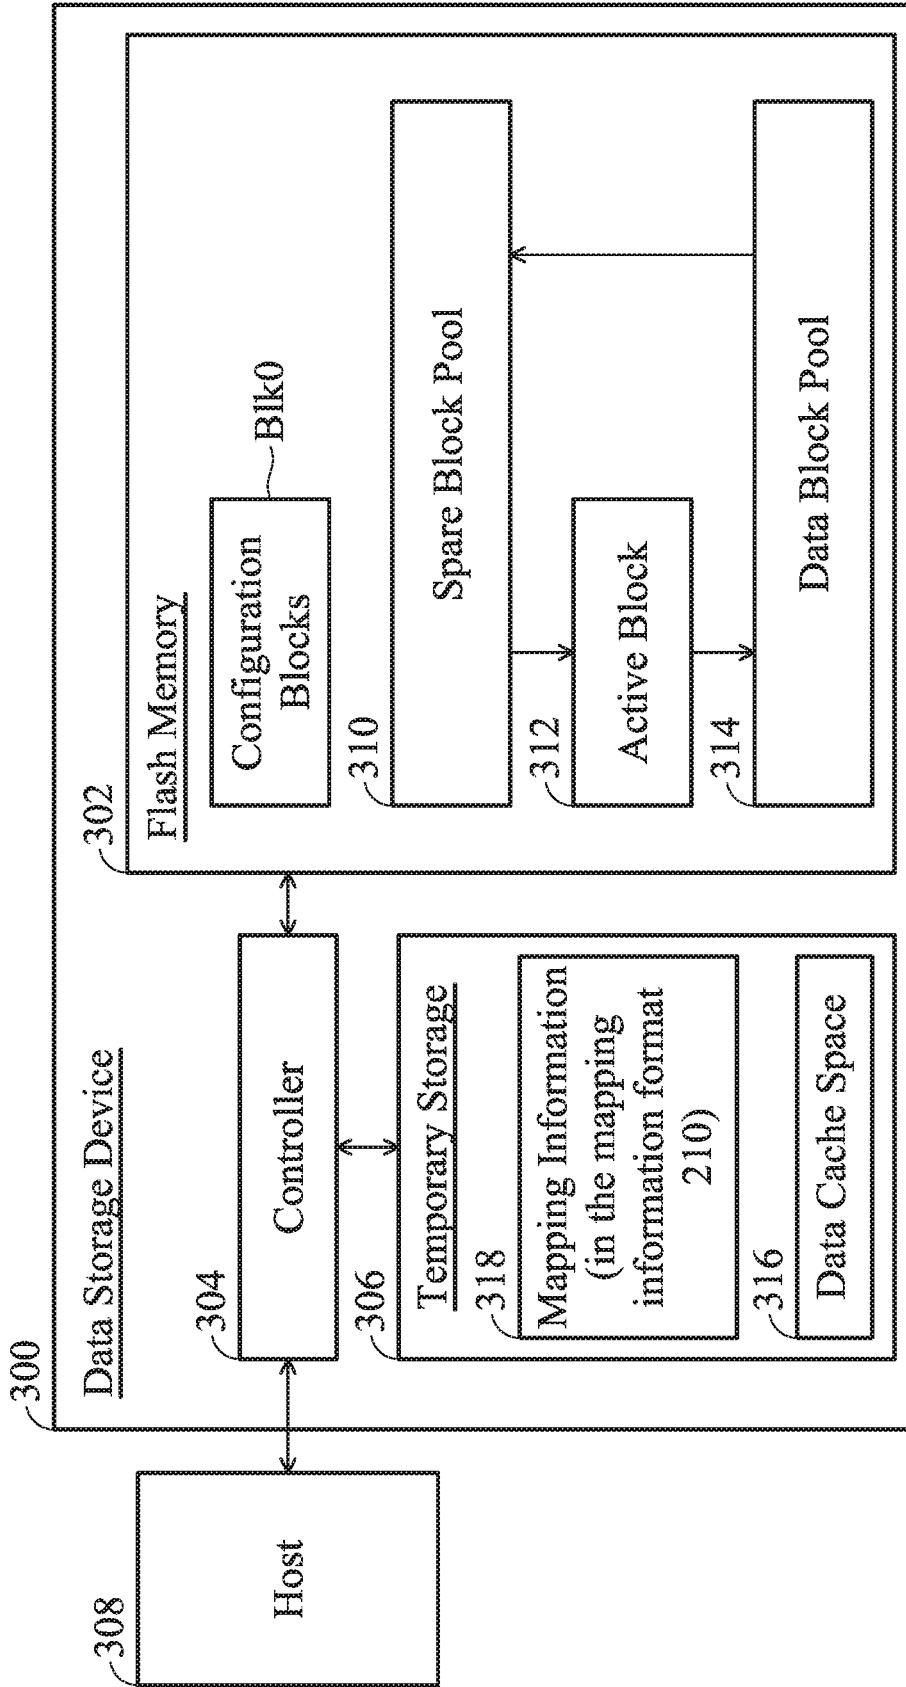 300
Data Storage Device
308
Host
304
Controller
306
Temporary Storage
318
Mapping Information
(in the mapping
information format
210)
316
Data Cache Space
302
Flash Memory
Configuration
Blocks
Blk0
310
Spare Block Pool
312
Active Block
314
Data Block Pool